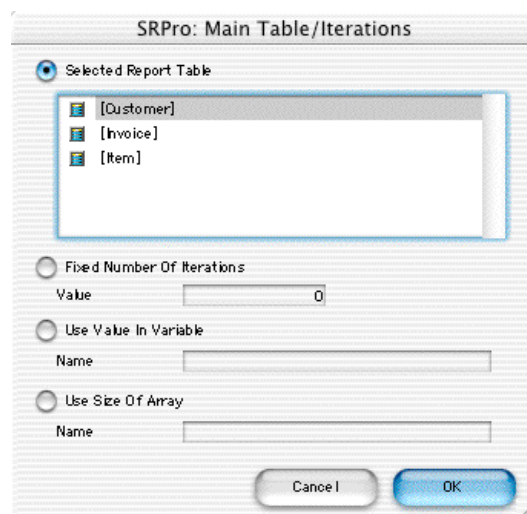 SRPro: Main Table/Iterations
Selected Report Table
[Customer]
[Invoice]
[Item]
Fixed Number Of Iterations
Value 0
Use Value In Variable
Name
Use Size Of Array
Name
Cancel OK